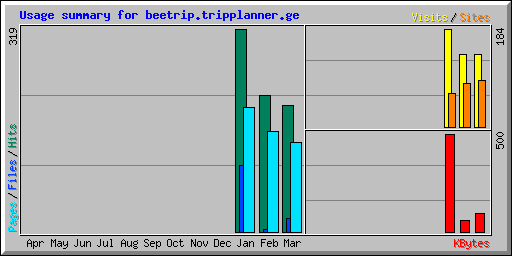 Usage summary for beetrip.tripplanner.ge
Visits/Sites
319
184
Pages/Files/Hits
500
Apr May Jun Jul Aug Sep Oct Nov Dec Jan Feb Mar
KBytes